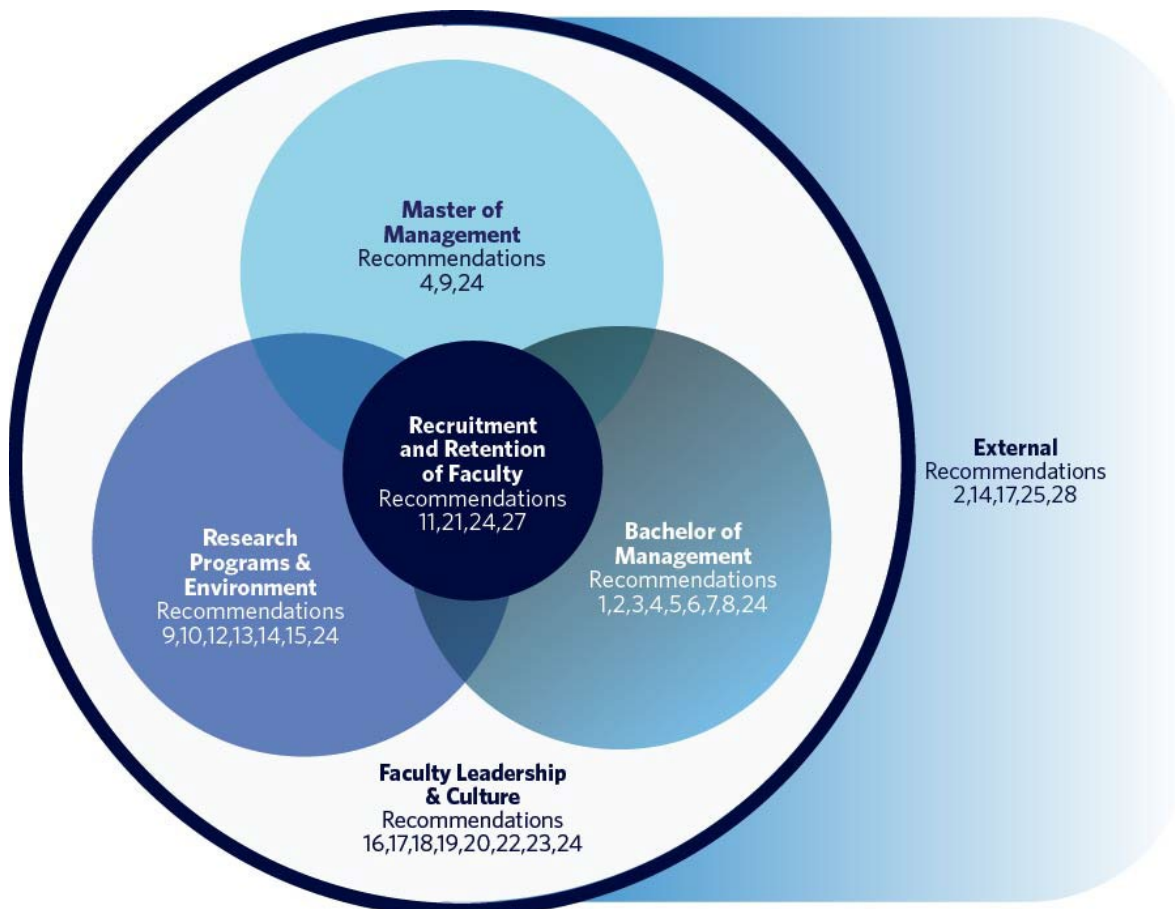 Master of
Management
Recommendations
4,9,24
Recruitment
and Retention
of Faculty
Recommendations
11,21,24,27
External
Recommendations
2,14,17,25,28
Research
Programs &
Environment
Recommendations
9,10,12,13,14,15,24
Bachelor of
Management
Recommendations
1,2,3,4,5,6,7,8,24
Faculty Leadership
& Culture
Recommendations
16,17,18,19,20,22,23,24